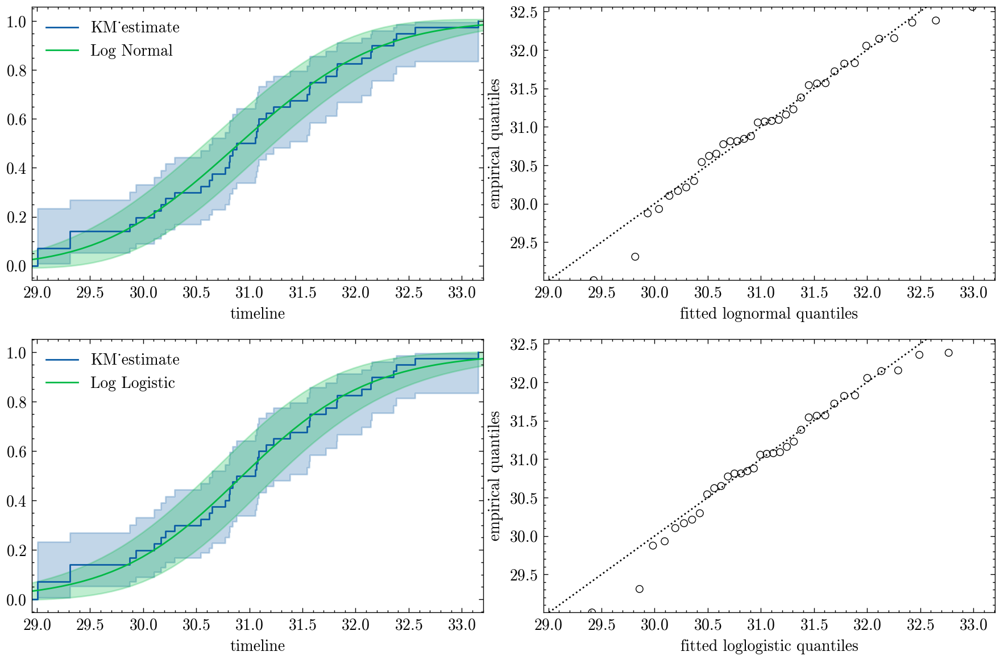 1.0
0.8
0.6
0.4
0.2
0.0
KM˙estimate
Log Normal
29.0 29.5 30.0 30.5 31.0 31.5 32.0 32.5 33.0
timeline
32.5
32.0
31.5
31.0
30.5
30.0
29.5
empirical quantiles
29.0 29.5 30.0 30.5 31.0 31.5 32.0 32.5 33.0
fitted lognormal quantiles
1.0
0.8
0.6
0.4
0.2
0.0
KM˙estimate
Log Logistic
29.0 29.5 30.0 30.5 31.0 31.5 32.0 32.5 33.0
timeline
32.5
32.0
31.5
31.0
30.5
30.0
29.5
empirical quantiles
29.0 29.5 30.0 30.5 31.0 31.5 32.0 32.5 33.0
fitted loglogistic quantiles